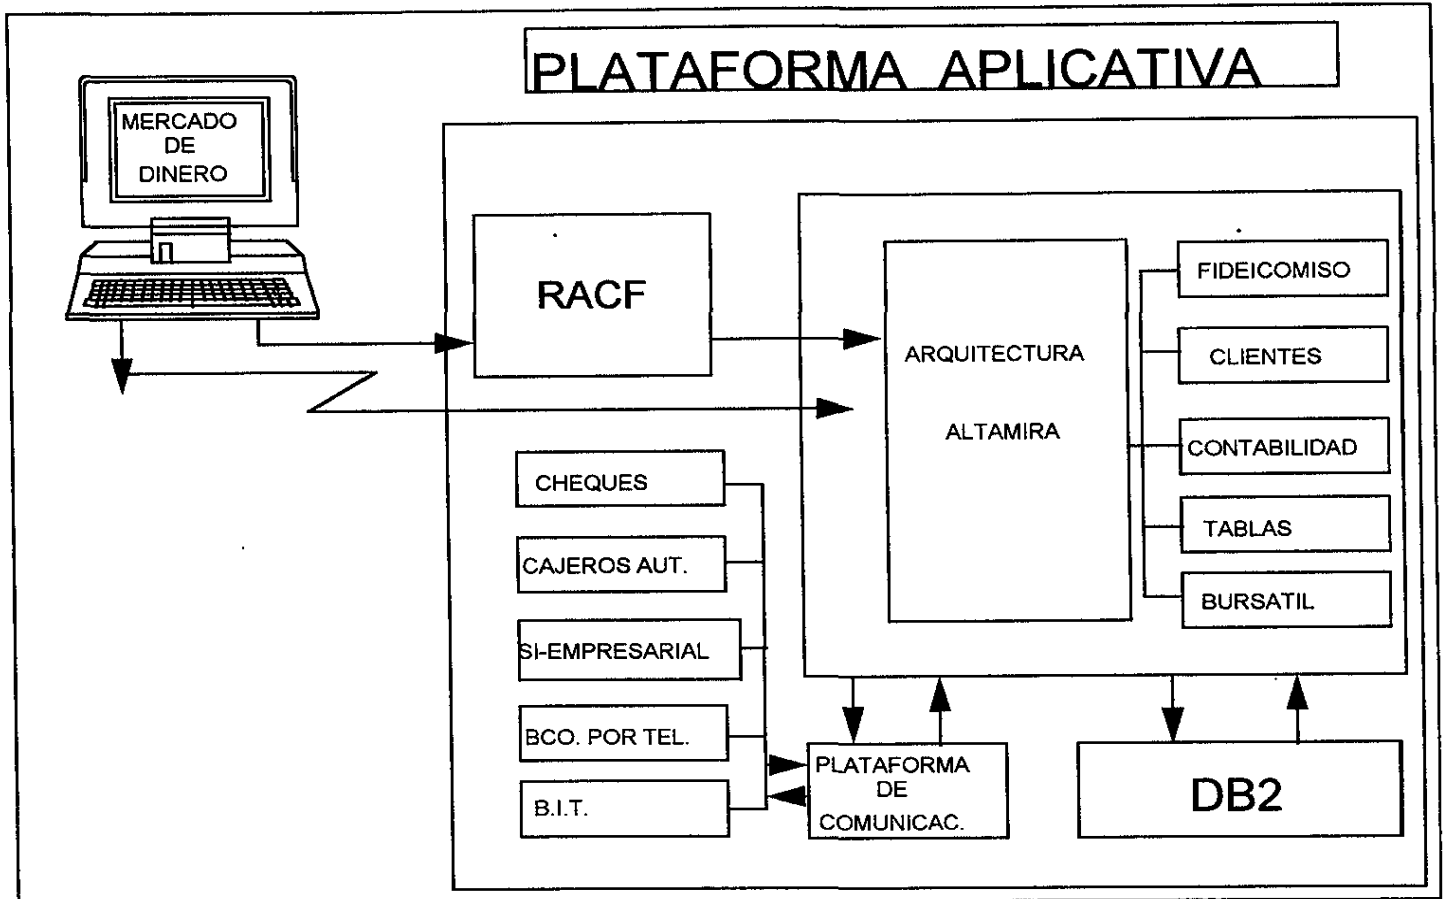 PLATAFORMA APLICATIVA
MERCADO
DE
DINERO
RACF
ARQUITECTURA
ALTAMIRA
FIDEICOMISO
CLIENTES
CONTABILIDAD
TABLAS
BURSATIL
CHEQUES
CAJEROS AUT.
SI-EMPRESARIAL
BCO. POR TEL.
B.I.T.
PLATAFORMA
DE
COMUNICAC.
DB2